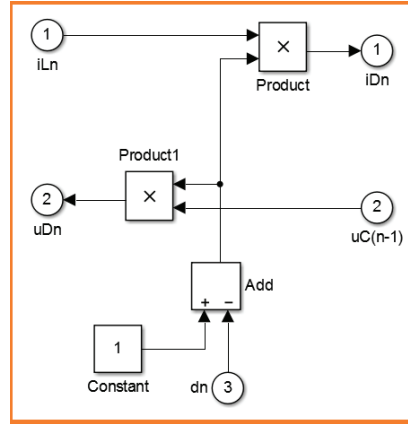 1
iLn
×
Product
1
iDn
Product1
×
2
uDn
2
uC(n-1)
Add
+ −
1
Constant
dn
3